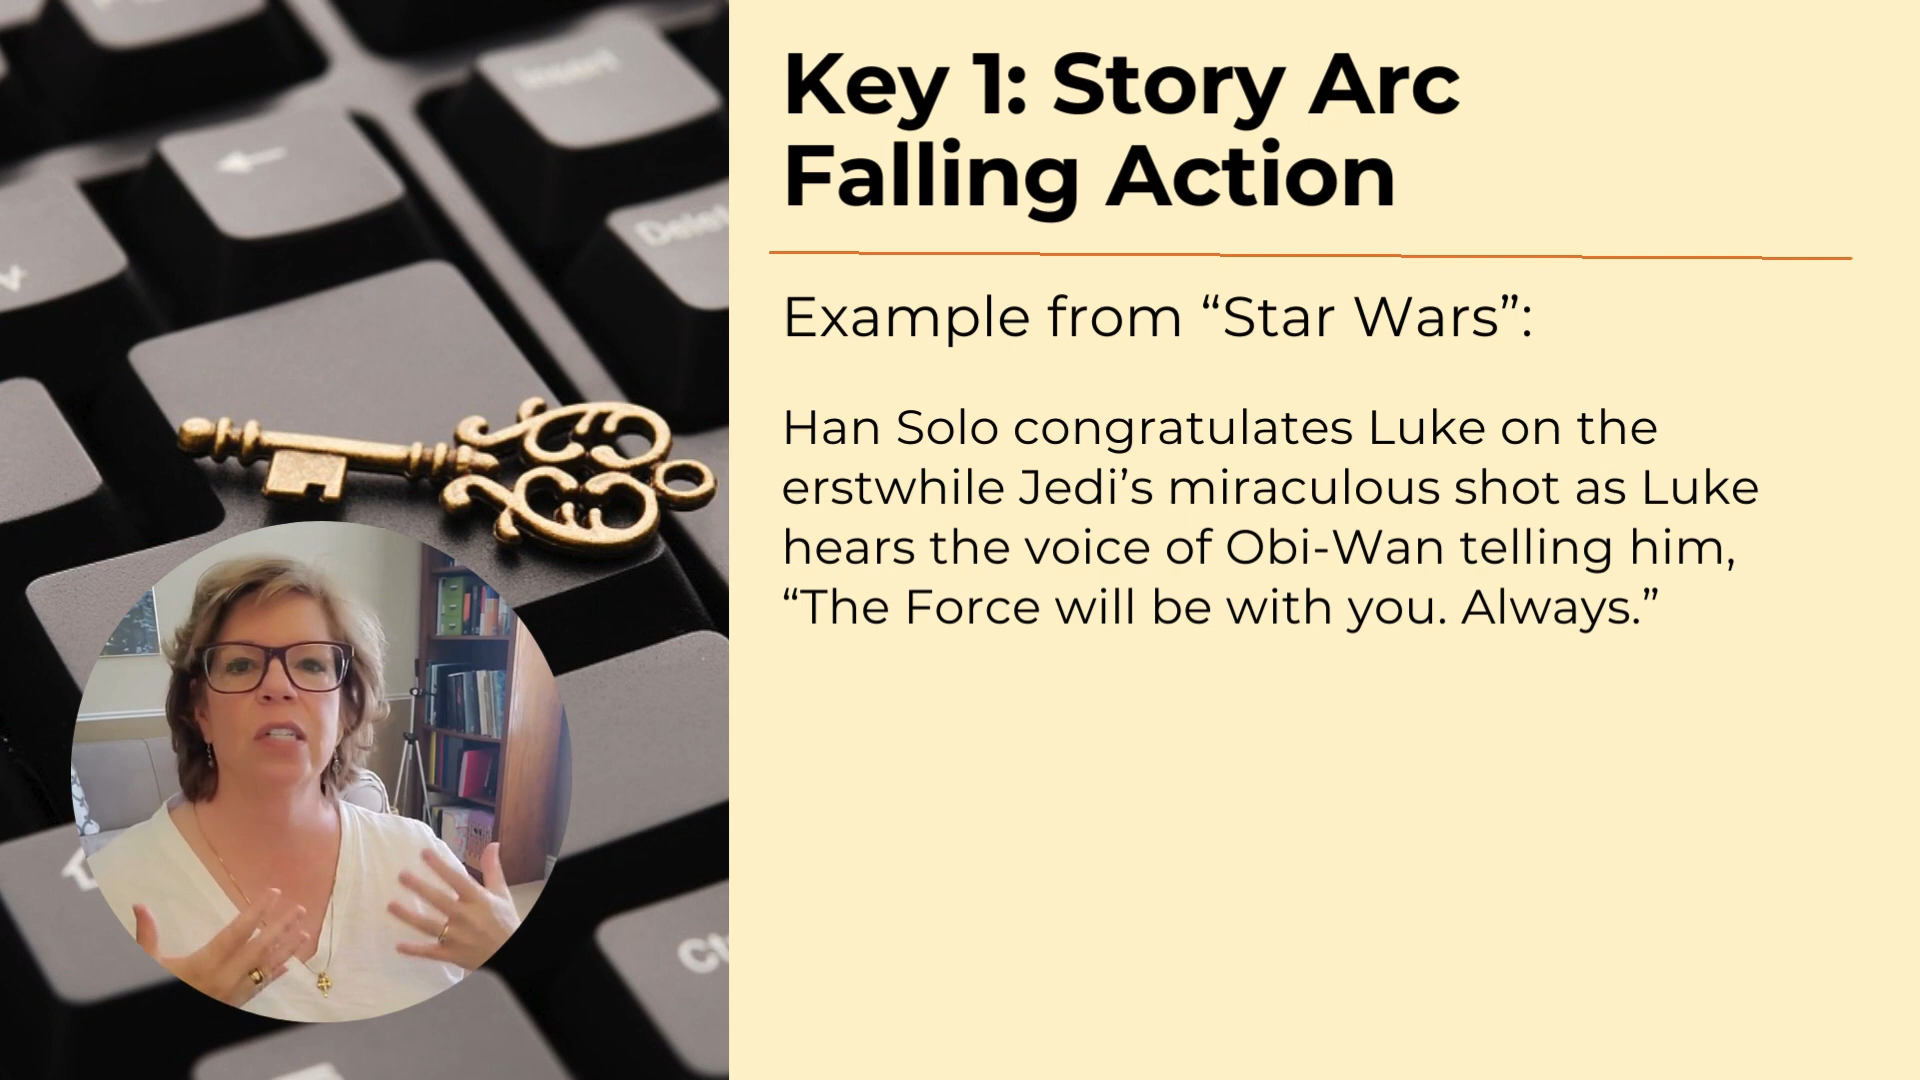 Key 1: Story Arc
Falling Action
Example from “Star Wars”:
Han Solo congratulates Luke on the
erstwhile Jedi’s miraculous shot as Luke
hears the voice of Obi-Wan telling him,
“The Force will be with you. Always.”
Insert